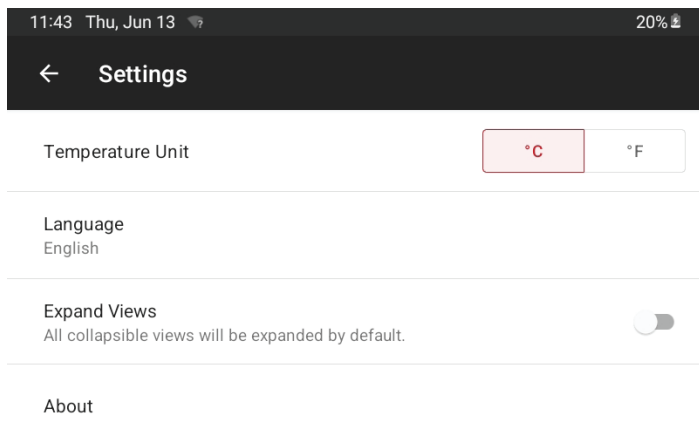 11:43 Thu, Jun 13 20%
Settings
Temperature Unit °C °F
Language
English
Expand Views
All collapsible views will be expanded by default.
About